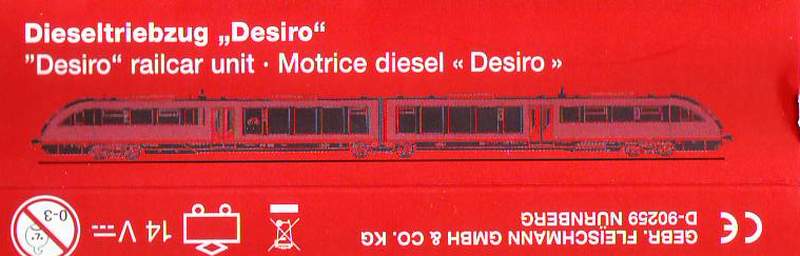 Dieseltriebzug „Desiro“
”Desiro“ railcar unit · Motrice diesel « Desiro »
GEBR. FLEISCHMANN GMBH & CO. KG
D-90259 NÜRNBERG
CE
14 V
0-3